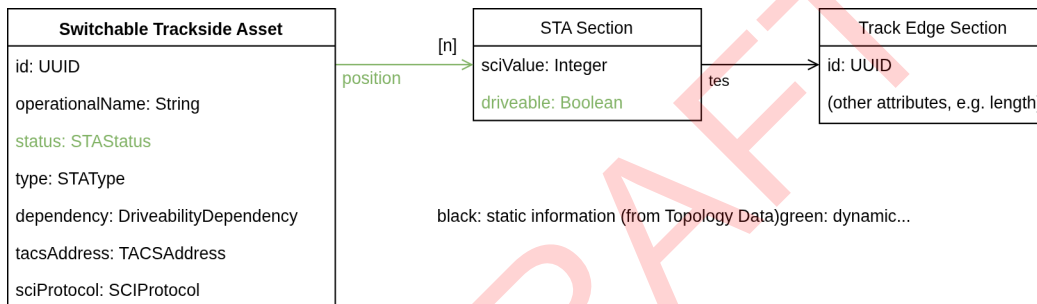 Switchable Trackside Asset
id: UUID
operationalName: String
status: STAStatus
type: STAType
dependency: DriveabilityDependency
tacsAddress: TACSAddress
sciProtocol: SCIProtocol
[n]
position
STA Section
sciValue: Integer
driveable: Boolean
tes
Track Edge Section
id: UUID
(other attributes, e.g. length)
black: static information (from Topology Data)green: dynamic...
DRAFT